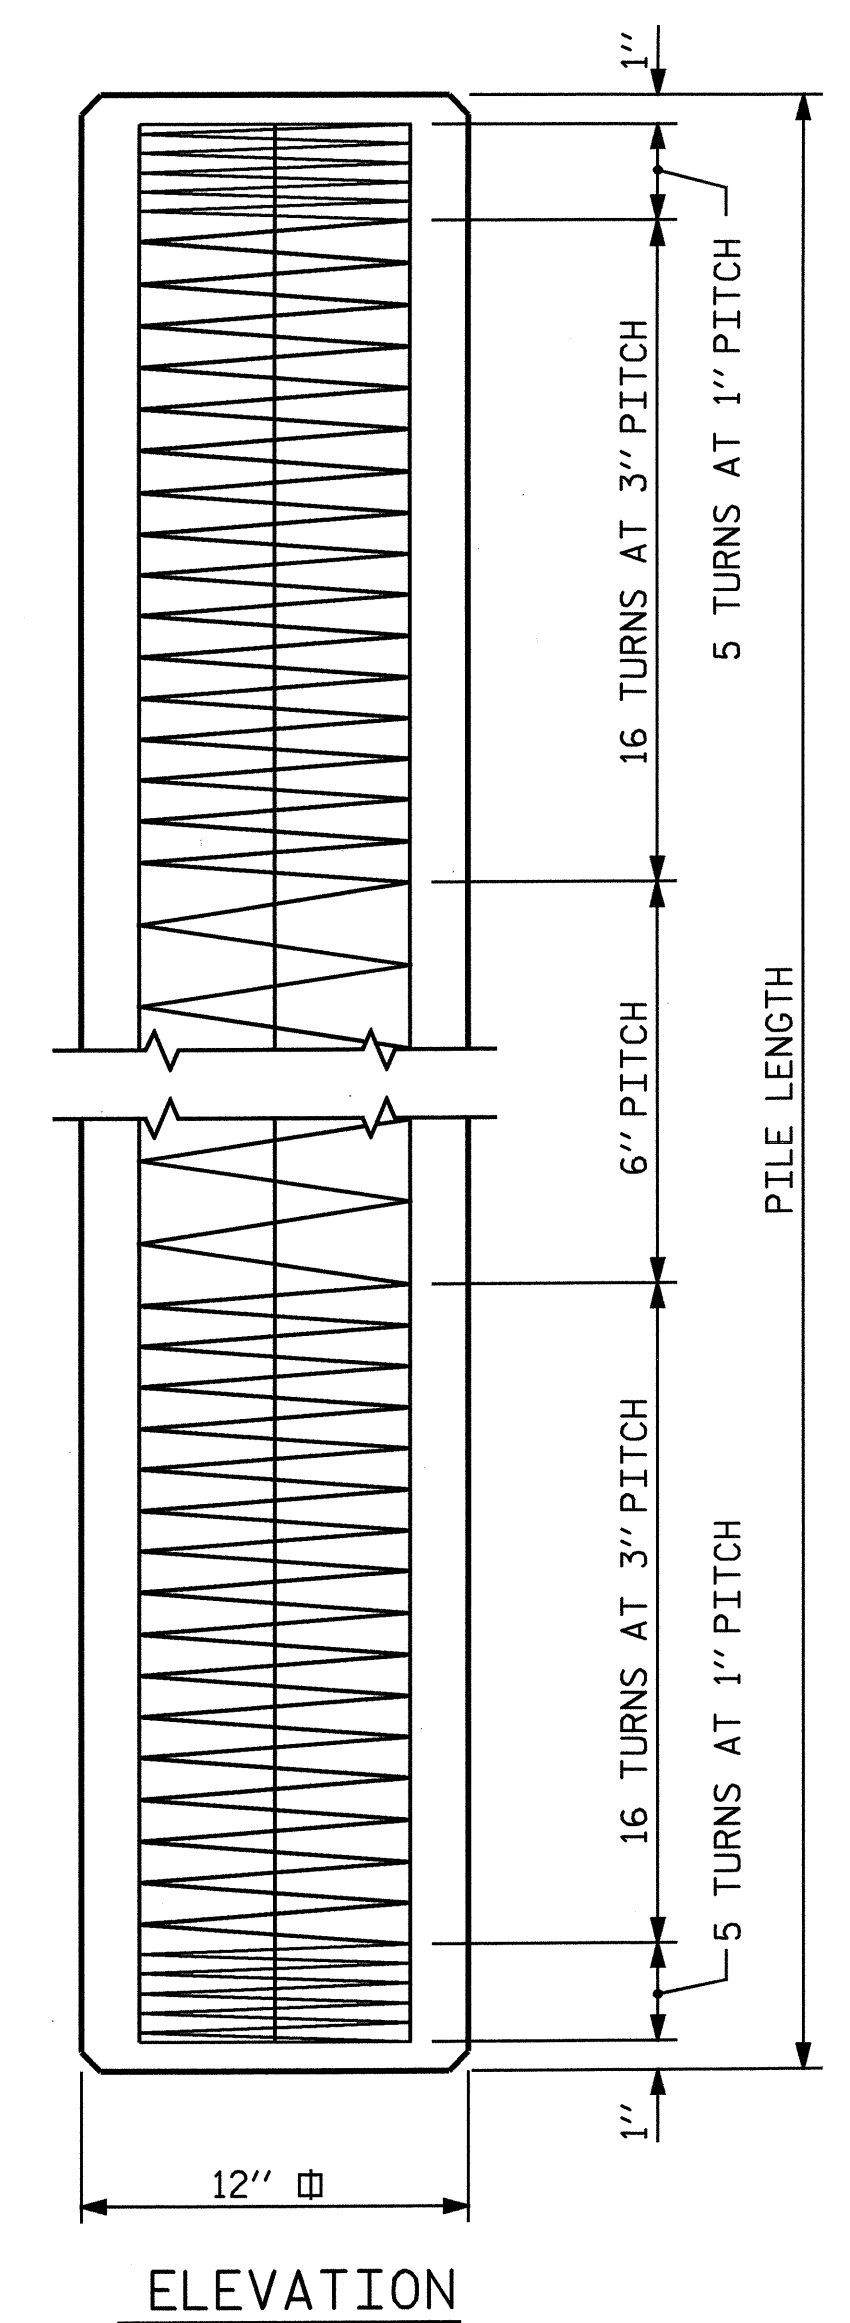 1"
5 TURNS AT 1" PITCH
16 TURNS AT 3" PITCH
6" PITCH
PILE LENGTH
16 TURNS AT 3" PITCH
5 TURNS AT 1" PITCH
1"
12" ⏍
ELEVATION